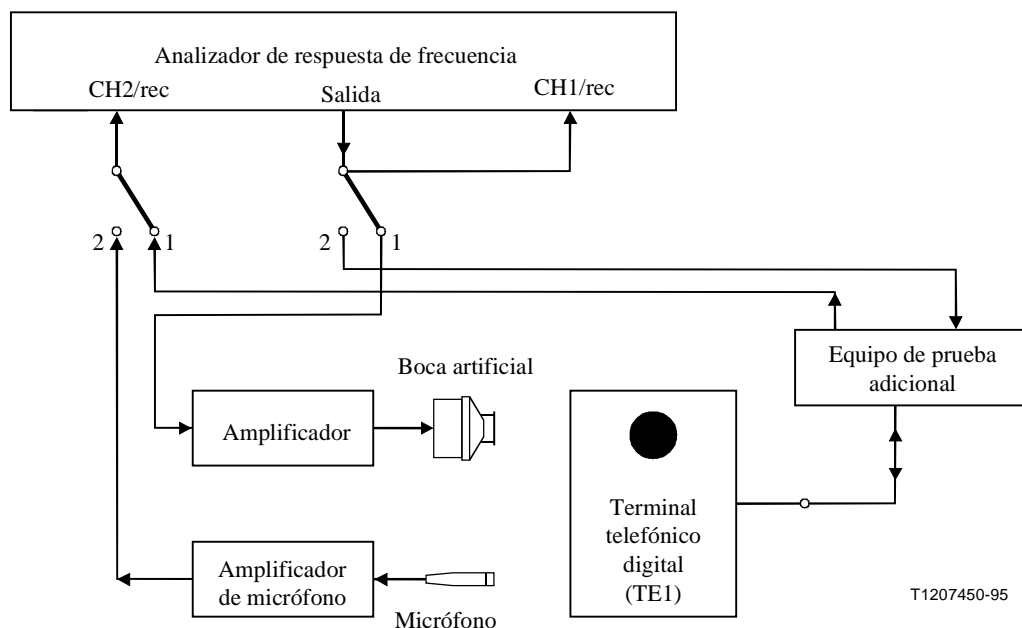 Analizador de respuesta de frecuencia
CH2/rec
Salida
CH1/rec
2
1
2
1
Equipo de prueba
adicional
Boca artificial
Amplificador
Terminal
telefónico
digital
(TE1)
Amplificador
de micrófono
Micrófono
T1207450-95